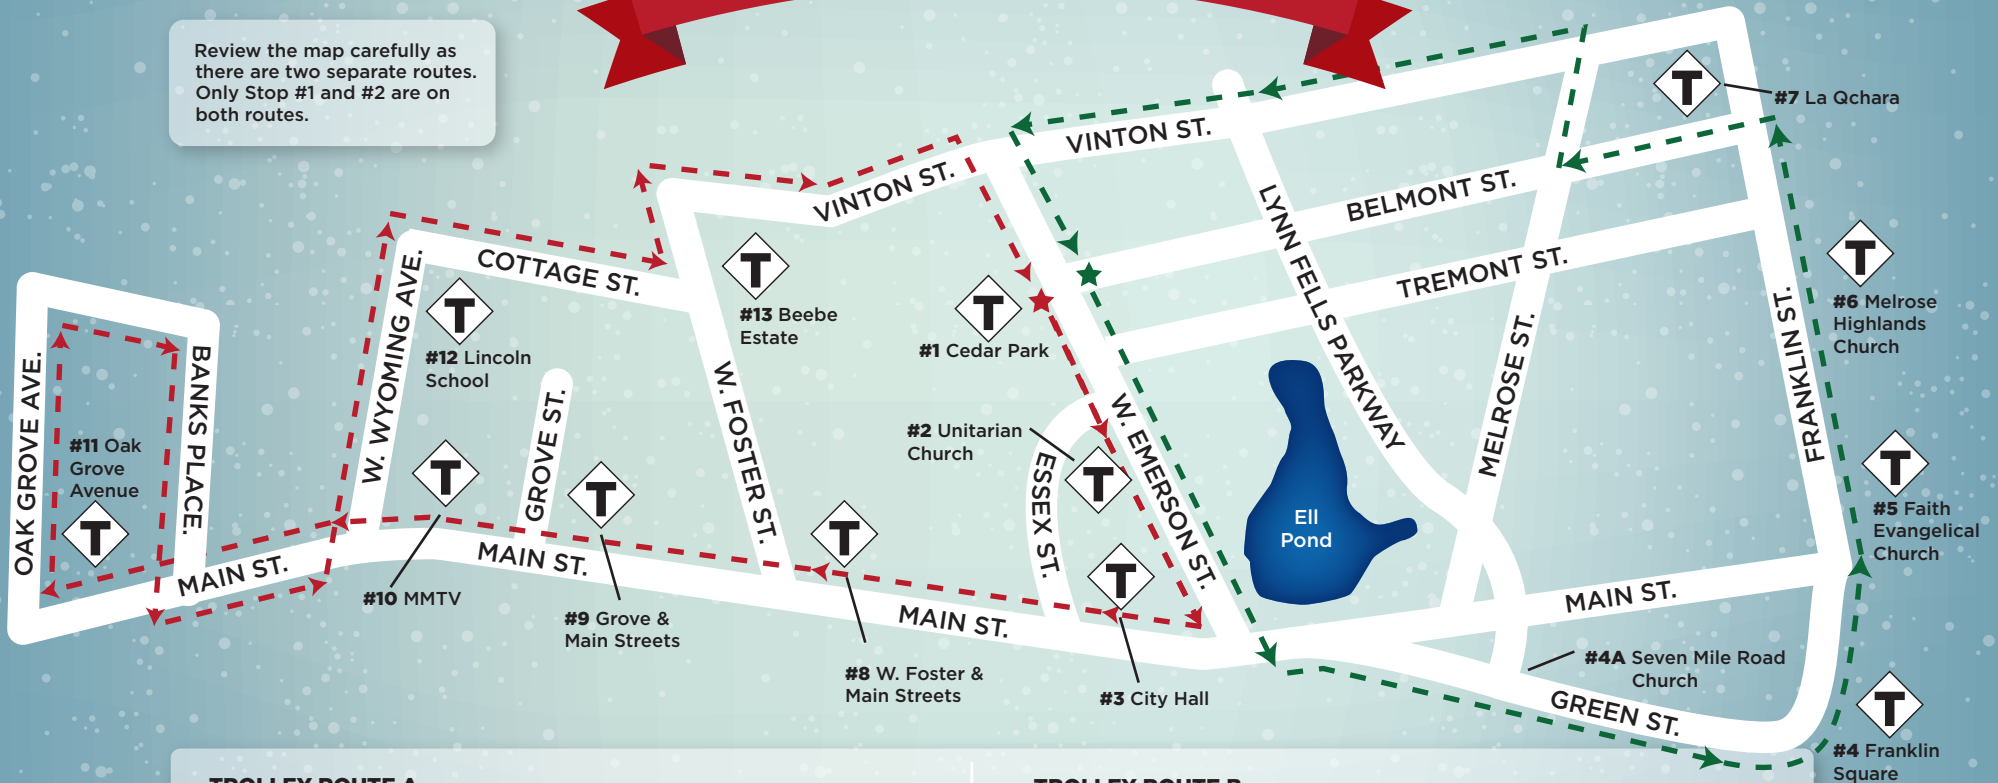 Review the map carefully as
there are two separate routes.
Only Stop #1 and #2 are on
both routes.
T
#7 La Qchara
VINTON ST.
VINTON ST.
BELMONT ST.
LYNN FELLS PARKWAY
TREMONT ST.
COTTAGE ST.
T
#13 Beebe
Estate
T
#1 Cedar Park
T
#6 Melrose
Highlands
Church
T
#12 Lincoln
School
W. WYOMING AVE.
OAK GROVE AVE.
BANKS PLACE.
#11 Oak
Grove
Avenue
T
GROVE ST.
W. FOSTER ST.
#2 Unitarian
Church
T
ESSEX ST.
W. EMERSON ST.
MELROSE ST.
FRANKLIN ST.
Ell
Pond
T
#5 Faith
Evangelical
Church
T
#10 MMTV
T
#9 Grove &
Main Streets
T
#8 W. Foster &
Main Streets
T
#3 City Hall
MAIN ST.
MAIN ST.
MAIN ST.
MAIN ST.
#4A Seven Mile Road
Church
GREEN ST.
T
#4 Franklin
Square
TROLLEY ROUTE A
TROLLEY ROUTE B